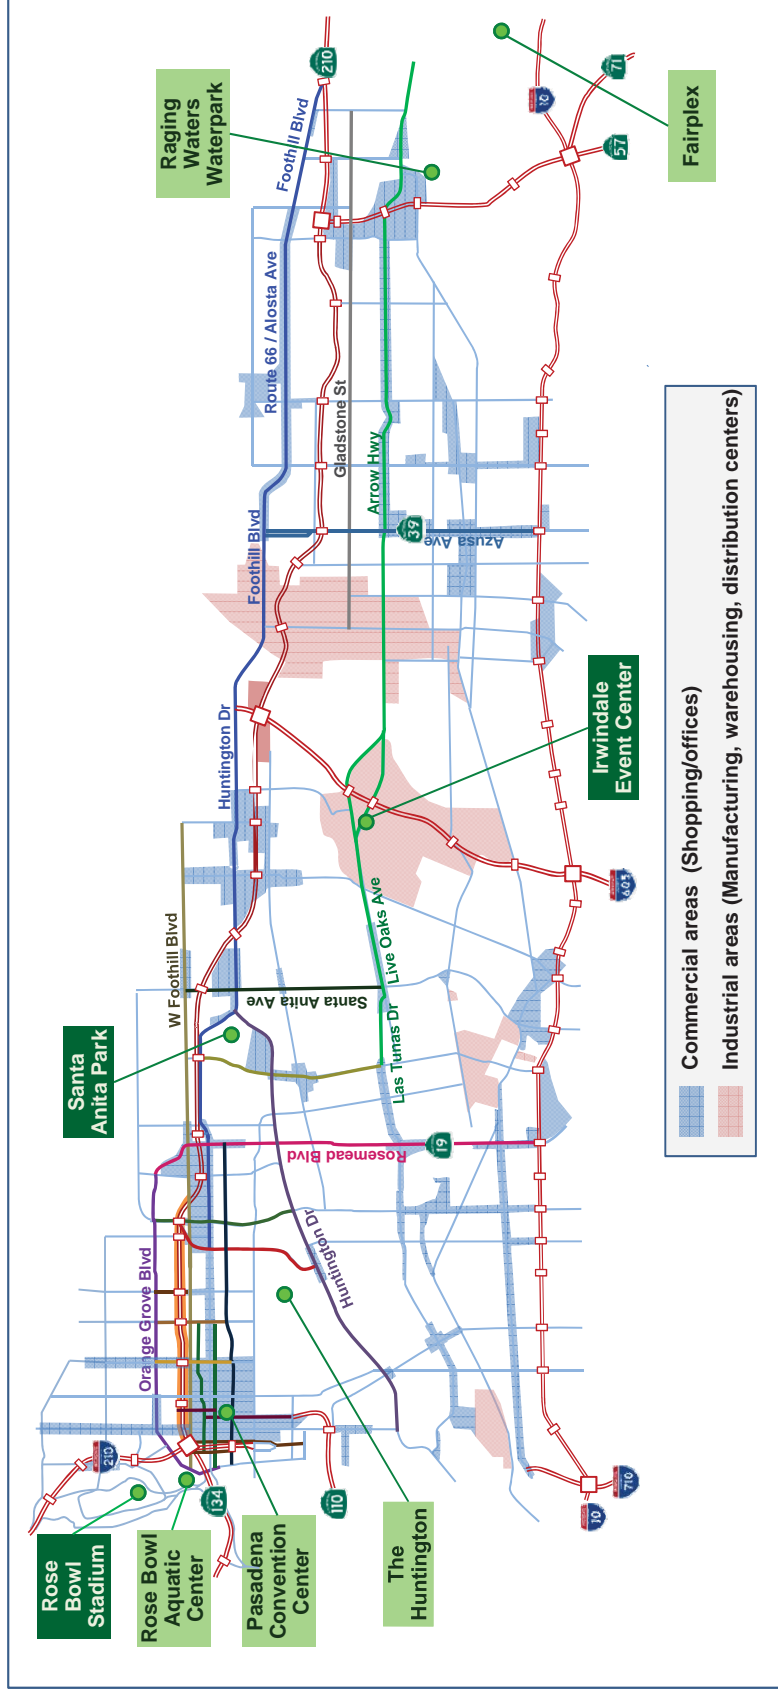 Rose
Bowl
Stadium
Rose Bowl
Aquatic
Center
Pasadena
Convention
Center
The
Huntington
Santa
Anita Park
Irwindale
Event Center
Raging
Waters
Waterpark
Fairplex
Orange Grove Blvd
W Foothill Blvd
Huntington Dr
Foothill Blvd
Route 66 / Alosta Ave
Foothill Blvd
Gladstone St
Arrow Hwy
Azusa Ave
Live Oaks Ave
Las Tunas Dr
Santa Anita Ave
Rosemead Blvd
Huntington Dr
210
134
110
10
710
19
605
39
210
10
71
57
Commercial areas (Shopping/offices)
Industrial areas (Manufacturing, warehousing, distribution centers)